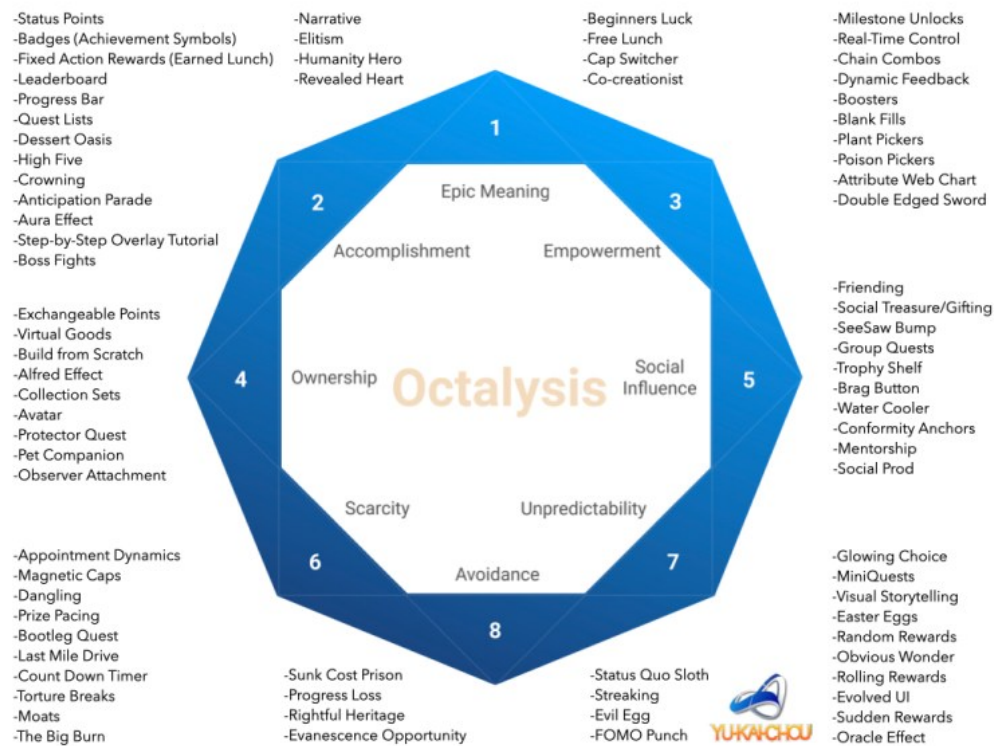 -Status Points
-Badges (Achievement Symbols)
-Fixed Action Rewards (Earned Lunch)
-Leaderboard
-Progress Bar
-Quest Lists
-Dessert Oasis
-High Five
-Crowning
-Anticipation Parade
-Aura Effect
-Step-by-Step Overlay Tutorial
-Boss Fights
-Narrative
-Elitism
-Humanity Hero
-Revealed Heart
-Beginners Luck
-Free Lunch
-Cap Switcher
-Co-creationist
-Milestone Unlocks
-Real-Time Control
-Chain Combos
-Dynamic Feedback
-Boosters
-Blank Fills
-Plant Pickers
-Poison Pickers
-Attribute Web Chart
-Double Edged Sword
1
Epic Meaning
2
Accomplishment
3
Empowerment
-Exchangeable Points
-Virtual Goods
-Build from Scratch
-Alfred Effect
-Collection Sets
-Avatar
-Protector Quest
-Pet Companion
-Observer Attachment
4
Ownership
Octalysis
Social
Influence
5
-Friending
-Social Treasure/Gifting
-SeeSaw Bump
-Group Quests
-Trophy Shelf
-Brag Button
-Water Cooler
-Conformity Anchors
-Mentorship
-Social Prod
Scarcity
6
Unpredictability
7
Avoidance
8
-Appointment Dynamics
-Magnetic Caps
-Dangling
-Prize Pacing
-Bootleg Quest
-Last Mile Drive
-Count Down Timer
-Torture Breaks
-Moats
-The Big Burn
-Sunk Cost Prison
-Progress Loss
-Rightful Heritage
-Evanescence Opportunity
-Status Quo Sloth
-Streaking
-Evil Egg
-FOMO Punch
YU-KAI CHOU
-Glowing Choice
-MiniQuests
-Visual Storytelling
-Easter Eggs
-Random Rewards
-Obvious Wonder
-Rolling Rewards
-Evolved UI
-Sudden Rewards
-Oracle Effect